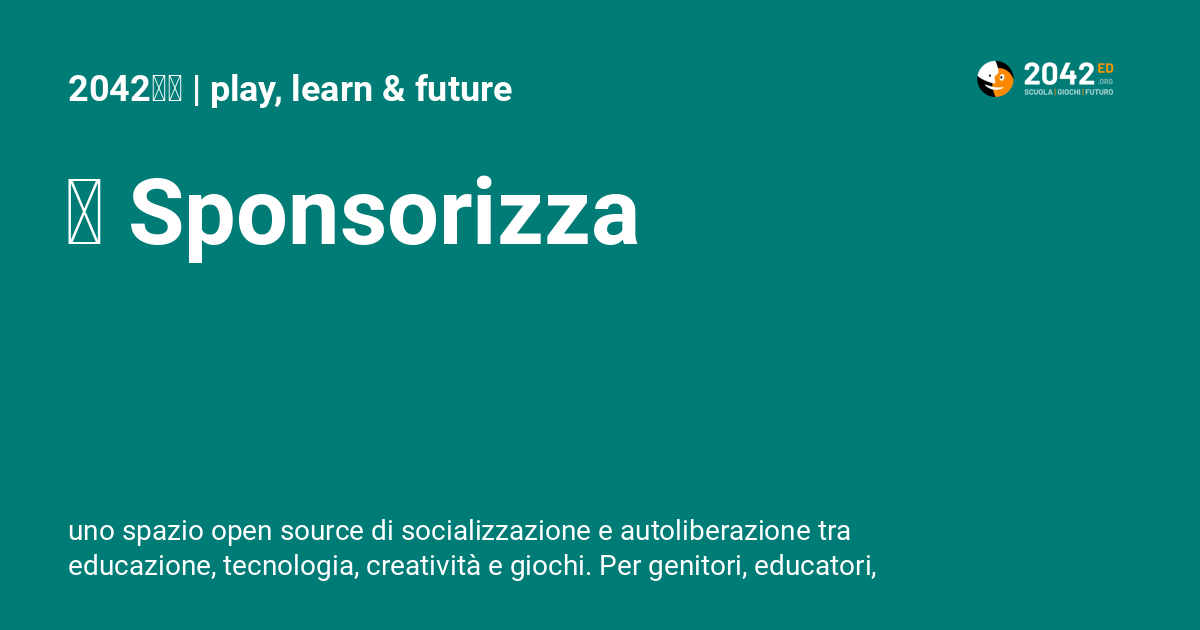 2042 | play, learn & future
2042 ED
.ORG
SCUOLA | GIOCHI | FUTURO
Sponsorizza
uno spazio open source di socializzazione e autoliberazione tra
educazione, tecnologia, creatività e giochi. Per genitori, educatori,